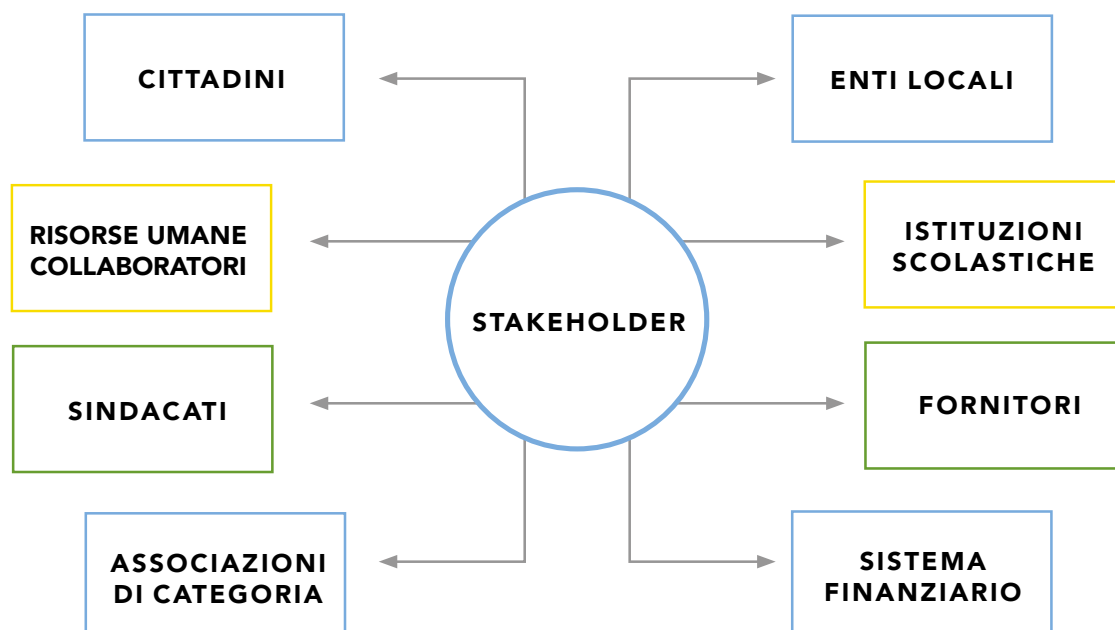 CITTADINI
ENTI LOCALI
RISORSE UMANE
COLLABORATORI
ISTITUZIONI
SCOLASTICHE
STAKEHOLDER
SINDACATI
FORNITORI
ASSOCIAZIONI
DI CATEGORIA
SISTEMA
FINANZIARIO